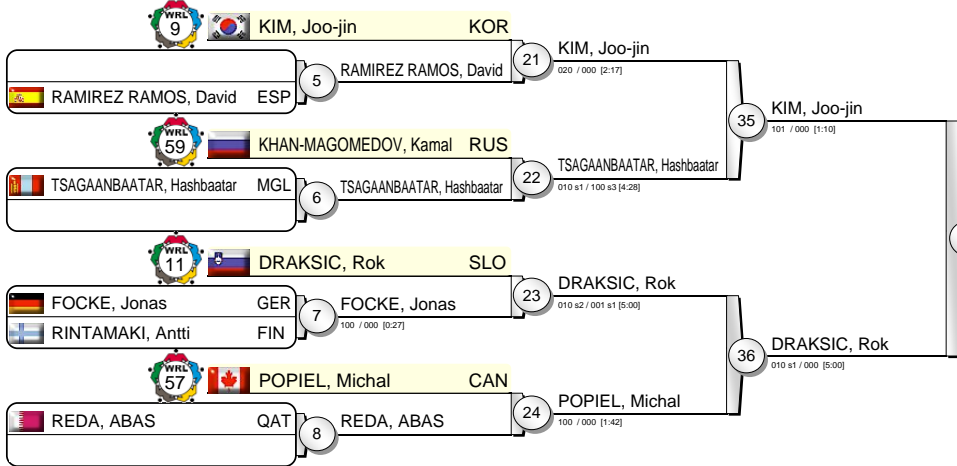 WRL
9
KIM, Joo-jin KOR
RAMIREZ RAMOS, David ESP
5
RAMIREZ RAMOS, David
21
KIM, Joo-jin
020 / 000 [2:17]
WRL
59
KHAN-MAGOMEDOV, Kamal RUS
TSAGAANBAATAR, Hashbaatar MGL
6
TSAGAANBAATAR, Hashbaatar
22
TSAGAANBAATAR, Hashbaatar
010 s1 / 100 s3 [4:28]
35
KIM, Joo-jin
101 / 000 [1:10]
WRL
11
DRAKSIC, Rok SLO
FOCKE, Jonas GER
RINTAMAKI, Antti FIN
7
FOCKE, Jonas
100 / 000 [0:27]
23
DRAKSIC, Rok
010 s2 / 001 s1 [5:00]
WRL
57
POPIEL, Michal CAN
REDA, ABAS QAT
8
REDA, ABAS
24
POPIEL, Michal
100 / 000 [1:42]
36
DRAKSIC, Rok
010 s1 / 000 [5:00]